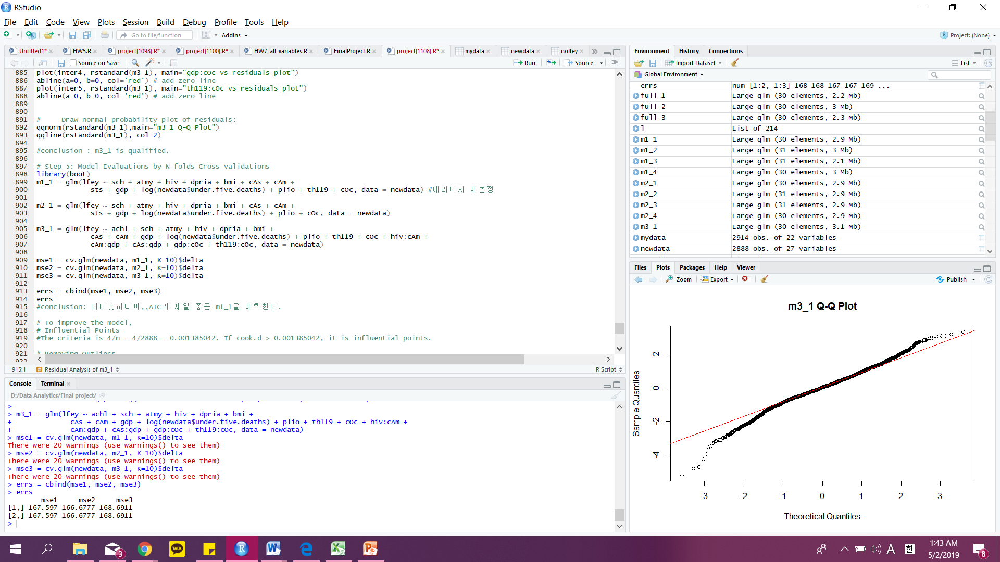 RStudio
File Edit Code View Plots Session Build Debug Profile Tools Help
Go to file/function
Addins
Project: (None)
Untitled1* HW5.R project[1098].R* project[1100].R* HW7_all_variables.R FinalProject.R project[1108].R* mydata newdata nolfey
Source on Save
Run
Source
885 plot(inter4, rstandard(m3_1), main="gdp:cOc vs residuals plot")
886 abline(a=0, b=0, col='red') # add zero line
887 plot(inter5, rstandard(m3_1), main="th119:cOc vs residuals plot")
888 abline(a=0, b=0, col='red') # add zero line
889
890
891 #     Draw normal probability plot of residuals:
892 qqnorm(rstandard(m3_1),main="m3_1 Q-Q Plot")
893 qqline(rstandard(m3_1), col=2)
894
895 #conclusion : m3_1 is qualified.
896
897 # Step 5: Model Evaluations by N-folds Cross validations
898 library(boot)
899 m1_1 = glm(lfey ~ sch + atmy + hiv + dpria + bmi + cAs + cAm +
900 sts + gdp + log(newdata$under.five.deaths) + plio + th119 + cOc, data = newdata) #에러나서 재설정
901
902 m2_1 = glm(lfey ~ sch + atmy + hiv + dpria + bmi + cAs + cAm +
903 sts + gdp + log(newdata$under.five.deaths) + plio + cOc, data = newdata)
904
905 m3_1 = glm(lfey ~ achl + sch + atmy + hiv + dpria + bmi +
906 cAs + cAm + gdp + log(newdata$under.five.deaths) + plio + th119 + cOc + hiv:cAm +
907 cAm:gdp + cAs:gdp + gdp:cOc + th119:cOc, data = newdata)
908
909 mse1 = cv.glm(newdata, m1_1, K=10)$delta
910 mse2 = cv.glm(newdata, m2_1, K=10)$delta
911 mse3 = cv.glm(newdata, m3_1, K=10)$delta
912
913 errs = cbind(mse1, mse2, mse3)
914 errs
915 #conclusion: 다비슷하니까,,AIC가 제일 좋은 m1_1을 채택한다.
916
917 # To improve the model,
918 # Influential Points
919 #The criteria is 4/n = 4/2888 = 0.001385042. If cook.d > 0.001385042, it is influential points.
920
921 # Removing Outliers
922
915:1 Residual Analysis of m3_1 R Script
Console Terminal
D:/Data Analytics/Final project/
>
> m3_1 = glm(lfey ~ achl + sch + atmy + hiv + dpria + bmi +
+ cAs + cAm + gdp + log(newdata$under.five.deaths) + plio + th119 + cOc + hiv:cAm +
+ cAm:gdp + cAs:gdp + gdp:cOc + th119:cOc, data = newdata)
> mse1 = cv.glm(newdata, m1_1, K=10)$delta
There were 20 warnings (use warnings() to see them)
> mse2 = cv.glm(newdata, m2_1, K=10)$delta
There were 20 warnings (use warnings() to see them)
> mse3 = cv.glm(newdata, m3_1, K=10)$delta
There were 20 warnings (use warnings() to see them)
> errs = cbind(mse1, mse2, mse3)
> errs
mse1 mse2 mse3
[1,] 167.597 166.6777 168.6911
[2,] 167.597 166.6777 168.6911
>
Environment History Connections
Import Dataset
List
Global Environment
errs num [1:2, 1:3] 168 168 167 167 169 ...
full_1 Large glm (30 elements, 2.2 Mb)
full_2 Large glm (30 elements, 3 Mb)
full_3 Large glm (30 elements, 2.3 Mb)
l List of 214
m1_1 Large glm (30 elements, 2.9 Mb)
m1_2 Large glm (31 elements, 3 Mb)
m1_3 Large glm (31 elements, 2.1 Mb)
m1_4 Large glm (30 elements, 3 Mb)
m2_1 Large glm (30 elements, 2.9 Mb)
m2_2 Large glm (31 elements, 2.9 Mb)
m2_3 Large glm (31 elements, 2.9 Mb)
m2_4 Large glm (30 elements, 2.9 Mb)
m3_1 Large glm (30 elements, 3.1 Mb)
mydata 2914 obs. of 22 variables
newdata 2888 obs. of 27 variables
Files Plots Packages Help Viewer
Zoom Export Publish
m3_1 Q-Q Plot
Sample Quantiles
2
0
-2
-4
-3 -2 -1 0 1 2 3
Theoretical Quantiles
3
TALK
A 한
1:43 AM
5/2/2019
8